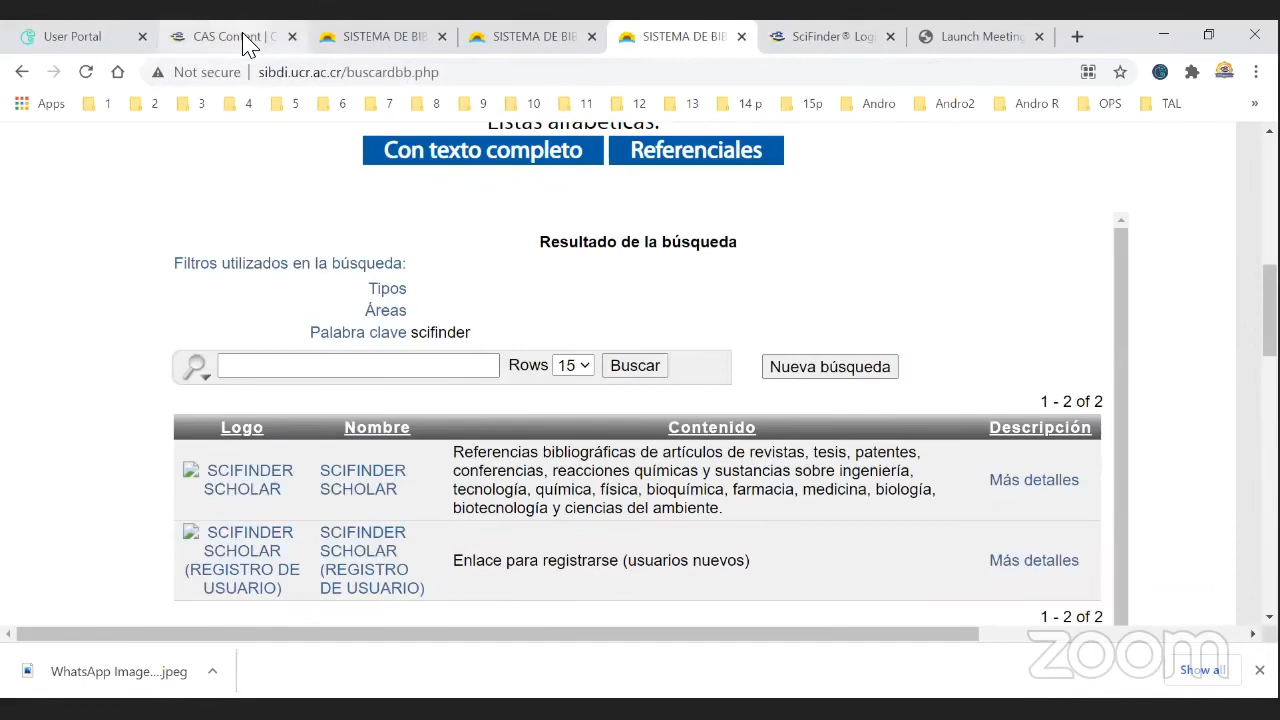 User Portal
CAS Content | C
SISTEMA DE BIB
SISTEMA DE BIB
SISTEMA DE BIB
SciFinder® Logi
Launch Meeting
Not secure | sibdi.ucr.ac.cr/buscardbb.php
Apps 1 2 3 4 5 6 7 8 9 10 11 12 13 14 p 15p Andro Andro2 Andro R OPS TAL »
Listas alfabéticas.
Con texto completo Referenciales
Resultado de la búsqueda
Filtros utilizados en la búsqueda:
Tipos
Áreas
Palabra clave scifinder
Rows 15 Buscar Nueva búsqueda
1 - 2 of 2
Logo Nombre Contenido Descripción
SCIFINDER SCHOLAR
SCIFINDER SCHOLAR
Referencias bibliográficas de artículos de revistas, tesis, patentes,
conferencias, reacciones químicas y sustancias sobre ingeniería,
tecnología, química, física, bioquímica, farmacia, medicina, biología,
biotecnología y ciencias del ambiente.
Más detalles
SCIFINDER
SCHOLAR
(REGISTRO DE
USUARIO)
SCIFINDER
SCHOLAR
(REGISTRO
DE USUARIO)
Enlace para registrarse (usuarios nuevos)
Más detalles
1 - 2 of 2
WhatsApp Image....jpeg
Show all
zoom